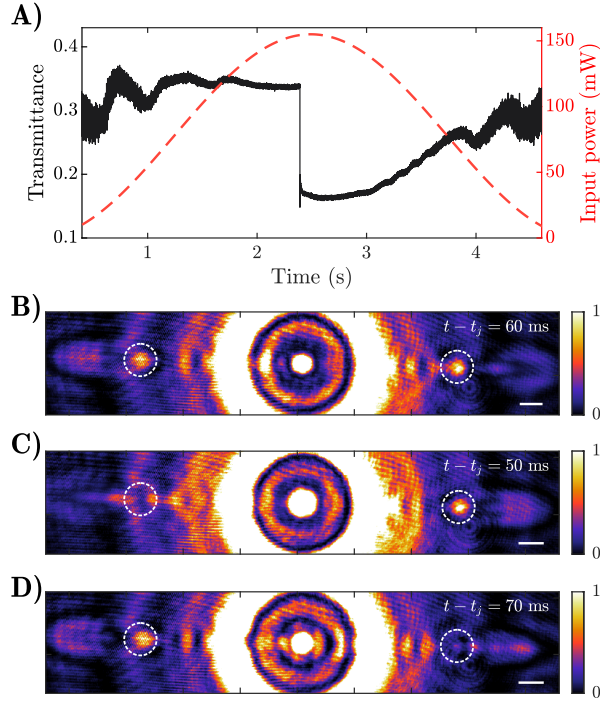 A)
0.4
0.3
0.2
0.1
Transmittance
150
100
50
0
Input power (mW)
1
2
3
4
Time (s)
B)
t − t_j = 60 ms
1
0
C)
t − t_j = 50 ms
1
0
D)
t − t_j = 70 ms
1
0